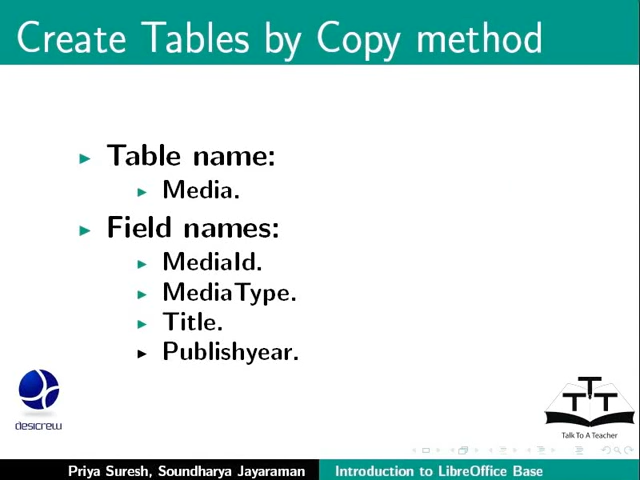 Create Tables by Copy method
Table name:
Media.
Field names:
MediaId.
MediaType.
Title.
Publishyear.
desicrew
TTT
Talk To A Teacher
Priya Suresh, Soundharya Jayaraman
Introduction to LibreOffice Base